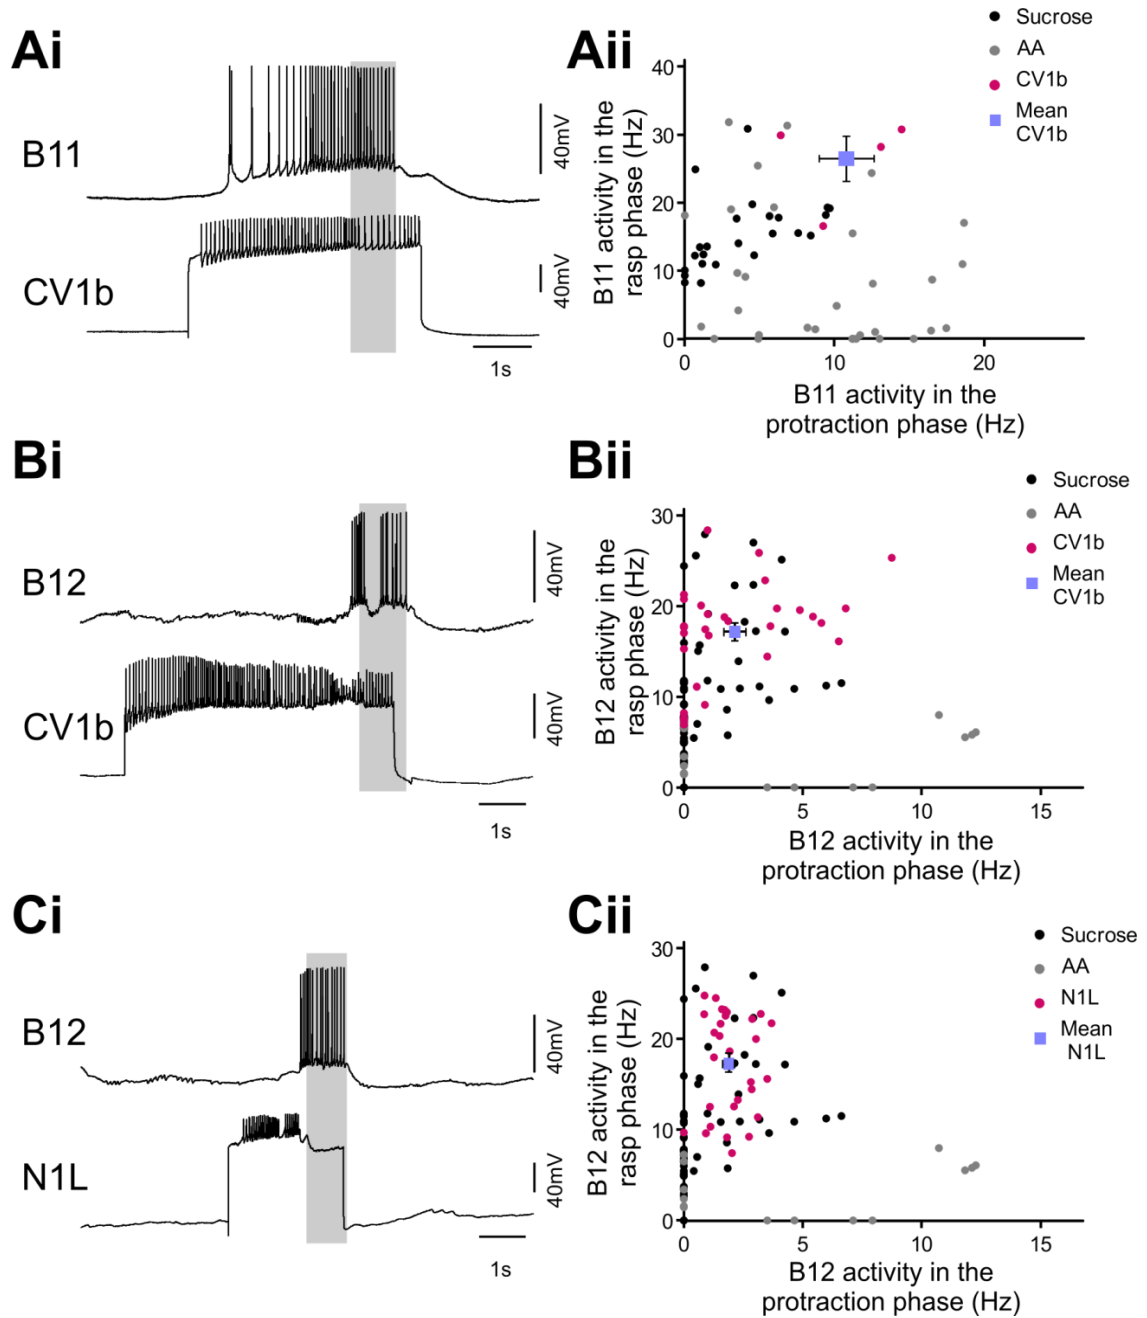 Ai
B11
40mV
CV1b
40mV
1s
Aii
Sucrose
AA
CV1b
Mean
CV1b
B11 activity in the
rasp phase (Hz)
40
30
20
10
0
0
10
20
B11 activity in the
protraction phase (Hz)
Bi
B12
40mV
CV1b
40mV
1s
Bii
Sucrose
AA
CV1b
Mean
CV1b
B12 activity in the
rasp phase (Hz)
30
20
10
0
0
5
10
15
B12 activity in the
protraction phase (Hz)
Ci
B12
40mV
N1L
40mV
1s
Cii
Sucrose
AA
N1L
Mean
N1L
B12 activity in the
rasp phase (Hz)
30
20
10
0
0
5
10
15
B12 activity in the
protraction phase (Hz)